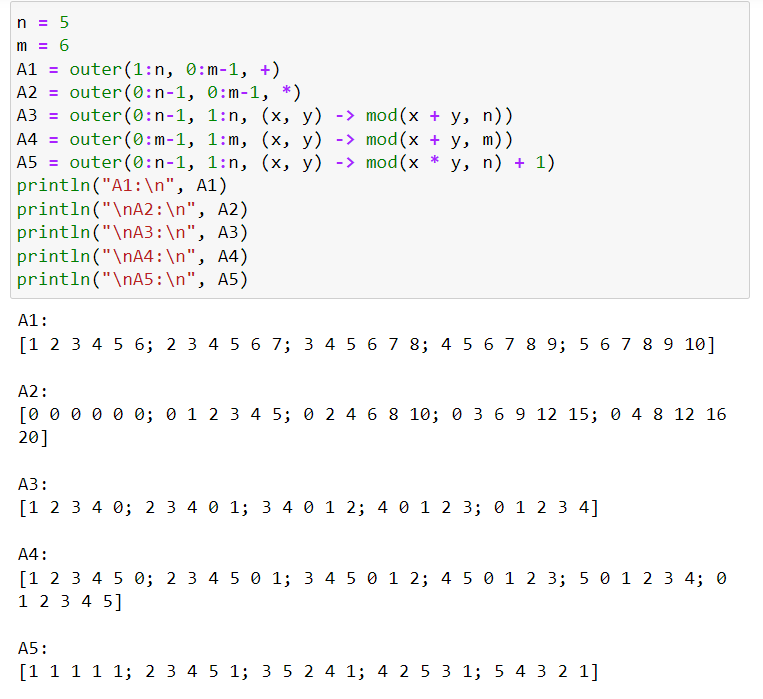 n = 5
m = 6
A1 = outer(1:n, 0:m-1, +)
A2 = outer(0:n-1, 0:m-1, *)
A3 = outer(0:n-1, 1:n, (x, y) -> mod(x + y, n))
A4 = outer(0:m-1, 1:m, (x, y) -> mod(x + y, m))
A5 = outer(0:n-1, 1:n, (x, y) -> mod(x * y, n) + 1)
println("A1:\n", A1)
println("\nA2:\n", A2)
println("\nA3:\n", A3)
println("\nA4:\n", A4)
println("\nA5:\n", A5)
A1:
[1 2 3 4 5 6; 2 3 4 5 6 7; 3 4 5 6 7 8; 4 5 6 7 8 9; 5 6 7 8 9 10]
A2:
[0 0 0 0 0 0; 0 1 2 3 4 5; 0 2 4 6 8 10; 0 3 6 9 12 15; 0 4 8 12 16
20]
A3:
[1 2 3 4 0; 2 3 4 0 1; 3 4 0 1 2; 4 0 1 2 3; 0 1 2 3 4]
A4:
[1 2 3 4 5 0; 2 3 4 5 0 1; 3 4 5 0 1 2; 4 5 0 1 2 3; 5 0 1 2 3 4; 0
1 2 3 4 5]
A5:
[1 1 1 1 1; 2 3 4 5 1; 3 5 2 4 1; 4 2 5 3 1; 5 4 3 2 1]